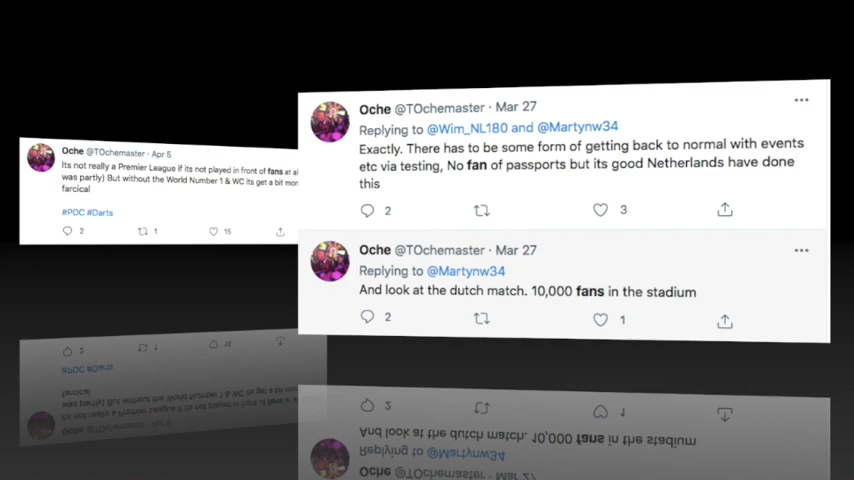 Oche @TOchemaster · Apr 5
Its not really a Premier League if its not played in front of fans at
was partly) But without the World Number 1 & WC its get a bit
farcical
#PDC #Darts
2 1 15
Oche @TOchemaster · Mar 27
Replying to @Wim_NL180 and @Martynw34
Exactly. There has to be some form of getting back to normal with events
etc via testing, No fan of passports but its good Netherlands have done
this
2 3
Oche @TOchemaster · Mar 27
Replying to @Martynw34
And look at the dutch match. 10,000 fans in the stadium
2 1